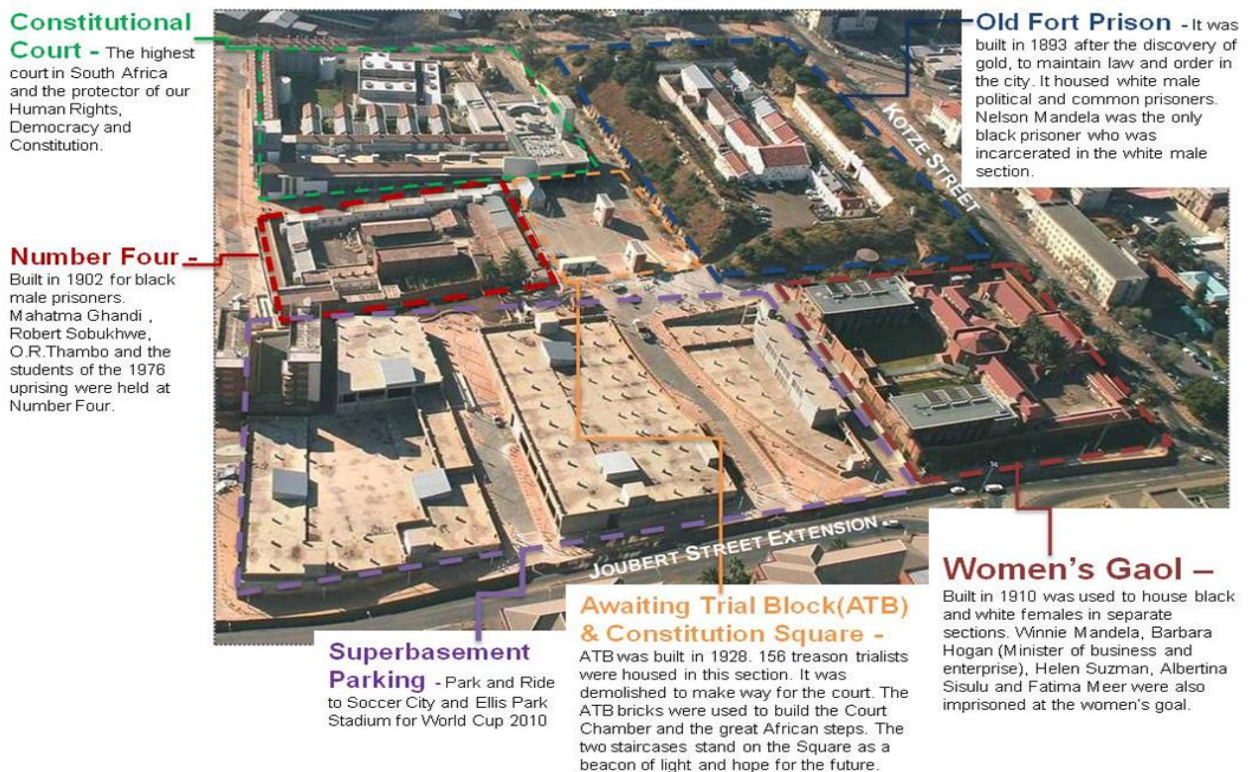 Constitutional
Court - The highest
court in South Africa
and the protector of our
Human Rights,
Democracy and
Constitution.
Old Fort Prison - It was
built in 1893 after the discovery of
gold, to maintain law and order in
the city. It housed white male
political and common prisoners.
Nelson Mandela was the only
black prisoner who was
incarcerated in the white male
section.
KOTZE STREET
Number Four -
Built in 1902 for black
male prisoners.
Mahatma Ghandi ,
Robert Sobukhwe,
O.R.Thambo and the
students of the 1976
uprising were held at
Number Four.
JOUBERT STREET EXTENSION --
Superbasement
Parking - Park and Ride
to Soccer City and Ellis Park
Stadium for World Cup 2010
Awaiting Trial Block(ATB)
& Constitution Square -
ATB was built in 1928. 156 treason trialists
were housed in this section. It was
demolished to make way for the court. The
ATB bricks were used to build the Court
Chamber and the great African steps. The
two staircases stand on the Square as a
beacon of light and hope for the future.
Women's Gaol –
Built in 1910 was used to house black
and white females in separate
sections. Winnie Mandela, Barbara
Hogan (Minister of business and
enterprise), Helen Suzman, Albertina
Sisulu and Fatima Meer were also
imprisoned at the women's goal.